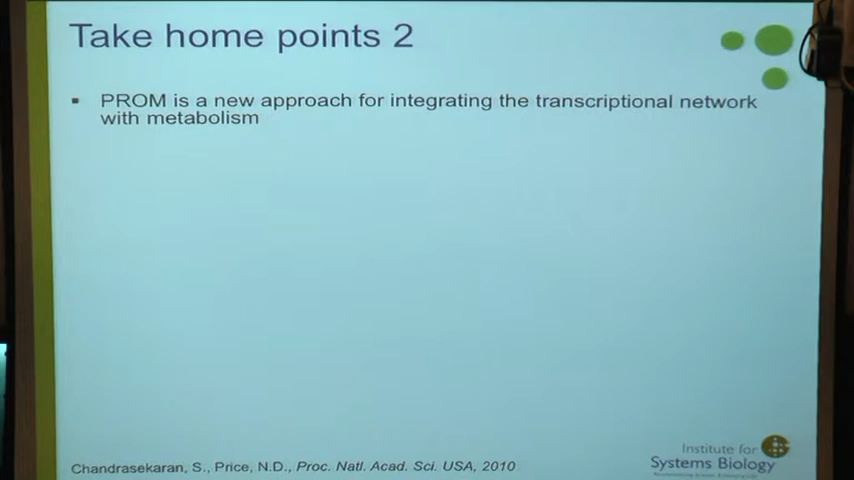 Take home points 2
▪ PROM is a new approach for integrating the transcriptional network
with metabolism
Chandrasekaran, S., Price, N.D., Proc. Natl. Acad. Sci. USA, 2010
Institute for
Systems Biology